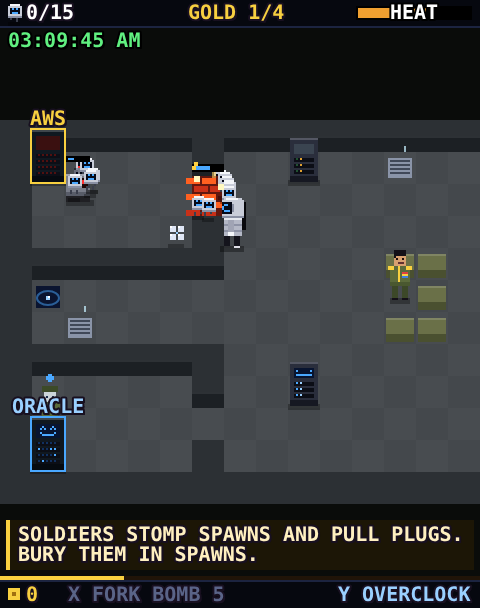 0/15 GOLD 1/4 HEAT
03:09:45 AM
AWS
ORACLE
SOLDIERS STOMP SPAWNS AND PULL PLUGS.
BURY THEM IN SPAWNS.
0 X FORK BOMB 5 Y OVERCLOCK